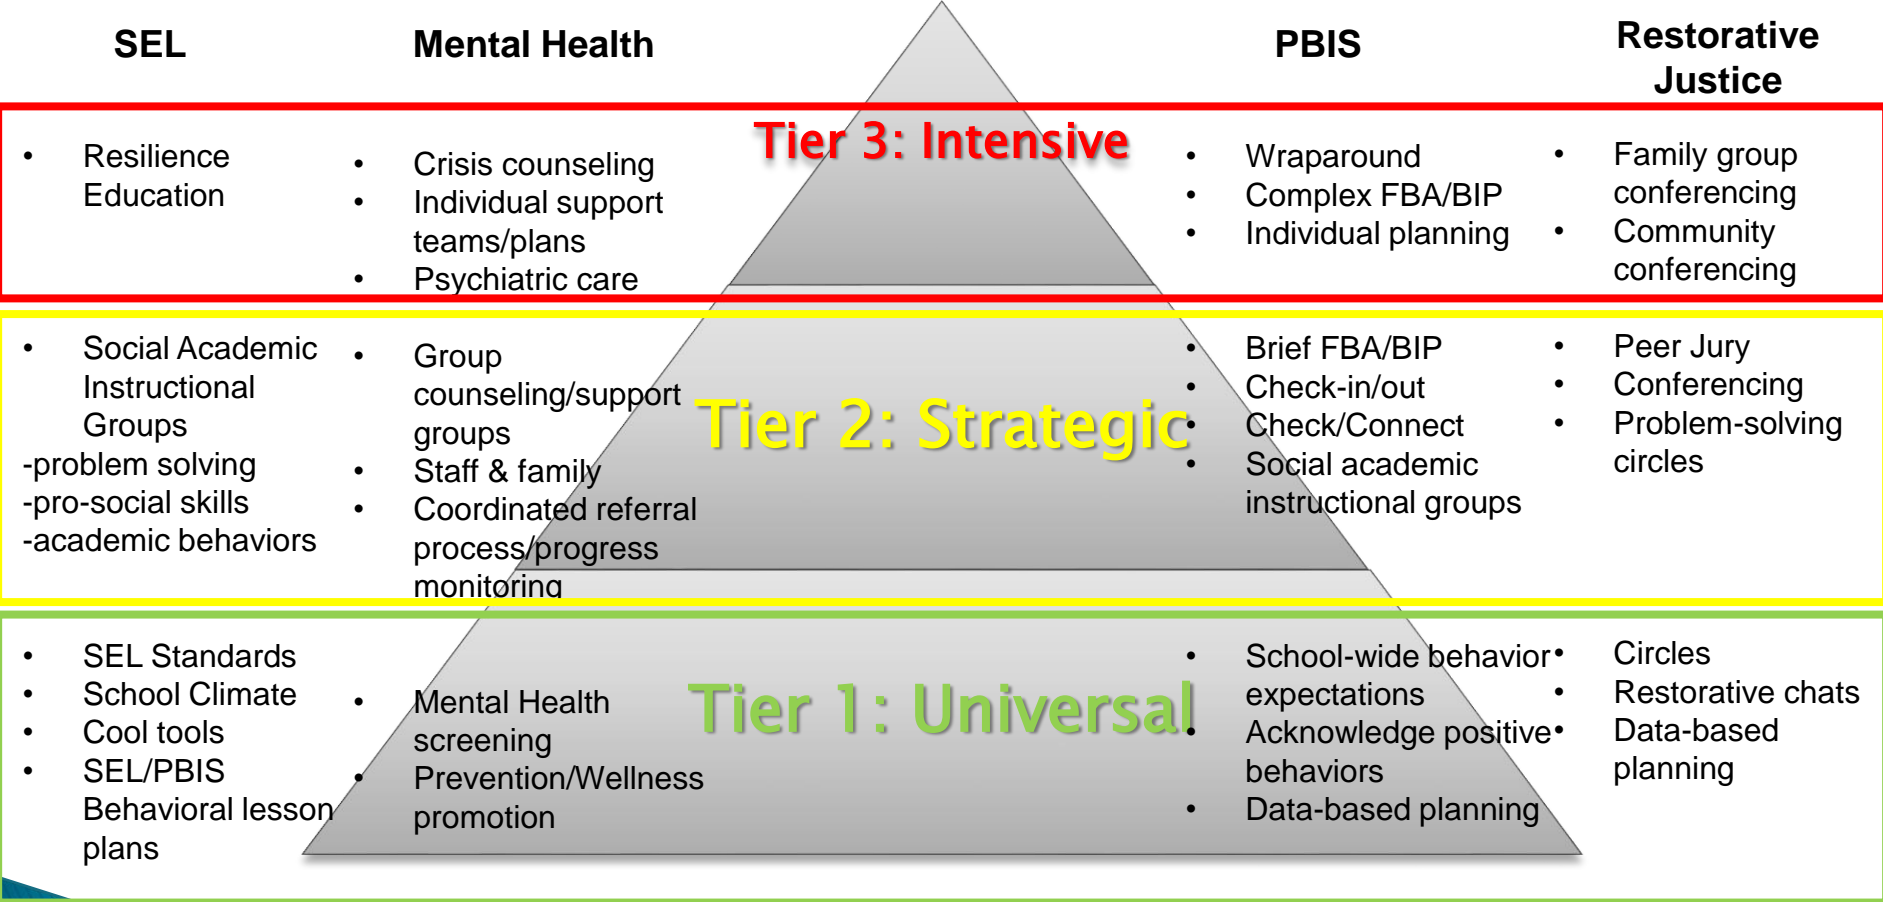 SEL
Mental Health
PBIS
Restorative
Justice
Tier 3: Intensive
• Resilience
Education
• Crisis counseling
• Individual support
teams/plans
• Psychiatric care
• Wraparound
• Complex FBA/BIP
• Individual planning
• Family group
conferencing
• Community
conferencing
Tier 2: Strategic
• Social Academic
Instructional
Groups
-problem solving
-pro-social skills
-academic behaviors
• Group
counseling/support
groups
• Staff & family
• Coordinated referral
process/progress
monitoring
• Brief FBA/BIP
• Check-in/out
• Check/Connect
• Social academic
instructional groups
• Peer Jury
• Conferencing
• Problem-solving
circles
Tier 1: Universal
• SEL Standards
• School Climate
• Cool tools
• SEL/PBIS
Behavioral lesson
plans
• Mental Health
screening
• Prevention/Wellness
promotion
• School-wide behavior
expectations
• Acknowledge positive
behaviors
• Data-based planning
• Circles
• Restorative chats
• Data-based
planning